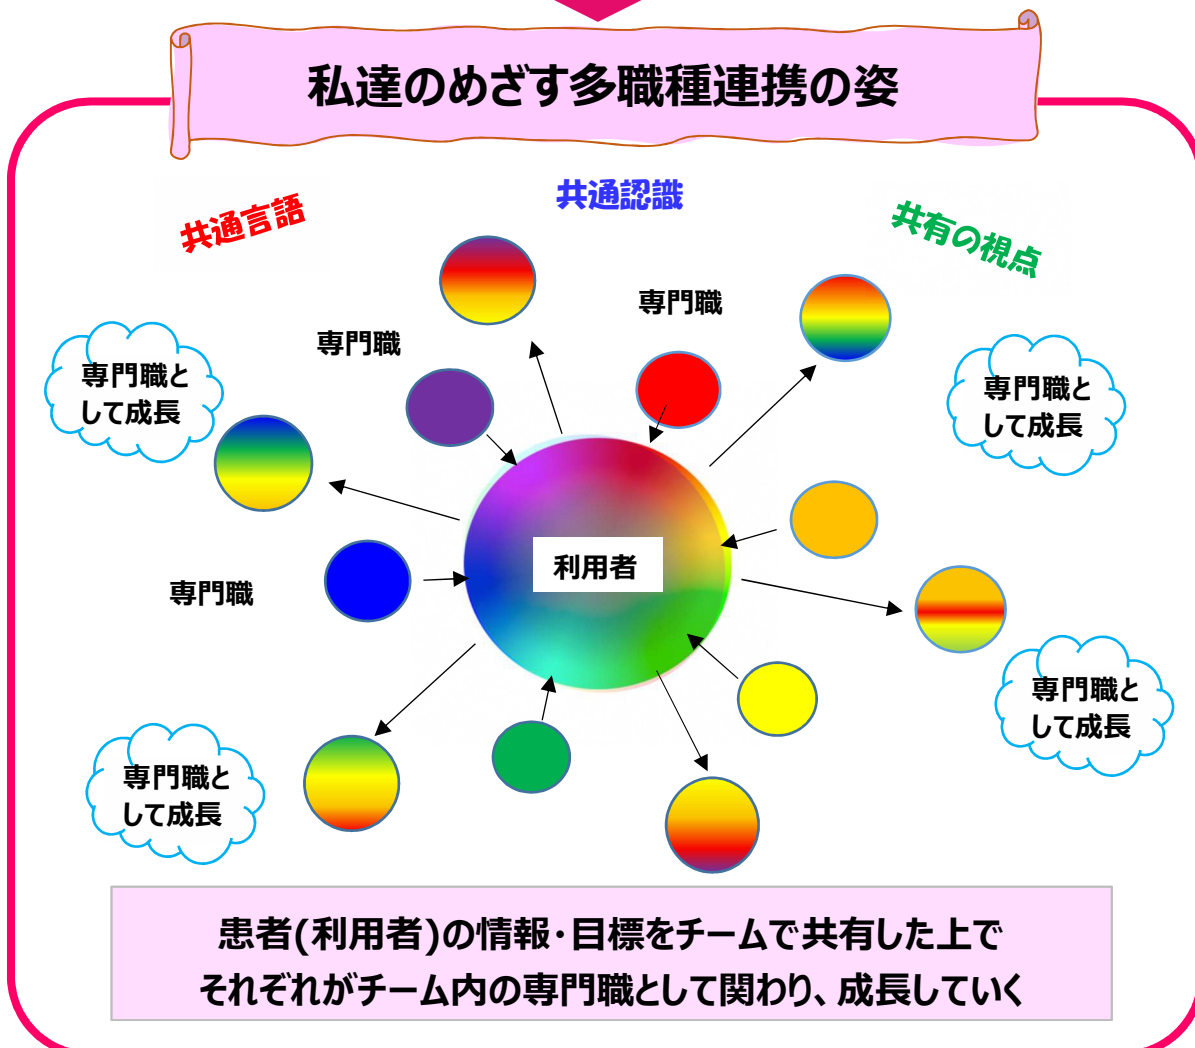 私達のめざす多職種連携の姿
共通言語
共通認識
共有の視点
専門職
専門職
専門職と
して成長
専門職と
して成長
利用者
専門職
専門職と
して成長
専門職と
して成長
患者(利用者)の情報・目標をチームで共有した上で
それぞれがチーム内の専門職として関わり、成長していく